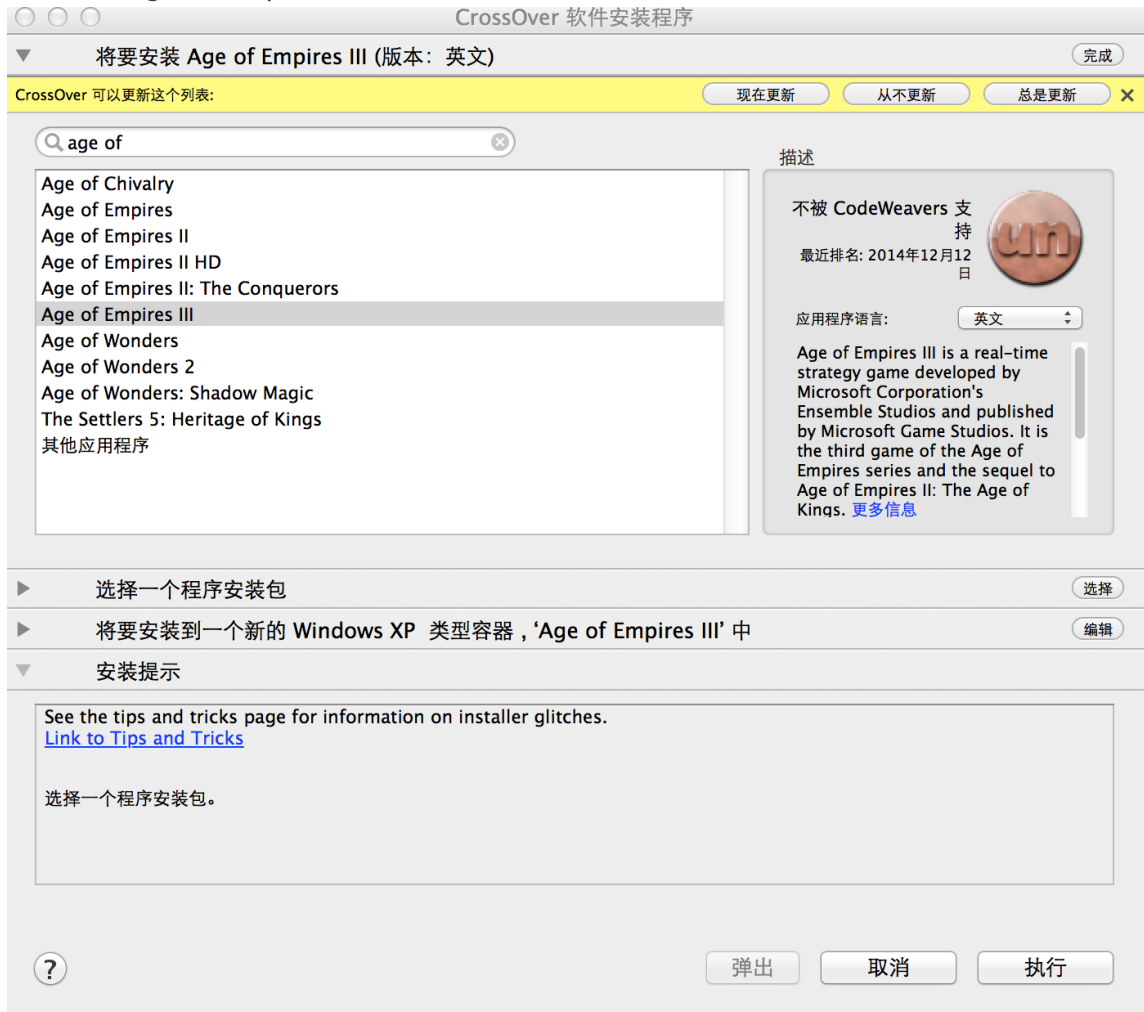 CrossOver 软件安装程序
将要安装 Age of Empires III (版本：英文)
完成
CrossOver 可以更新这个列表:
现在更新
从不更新
总是更新
age of
Age of Chivalry
Age of Empires
Age of Empires II
Age of Empires II HD
Age of Empires II: The Conquerors
Age of Empires III
Age of Wonders
Age of Wonders 2
Age of Wonders: Shadow Magic
The Settlers 5: Heritage of Kings
其他应用程序
描述
不被 CodeWeavers 支
持
最近排名: 2014年12月12
日
un
应用程序语言:
英文
Age of Empires III is a real-time
strategy game developed by
Microsoft Corporation's
Ensemble Studios and published
by Microsoft Game Studios. It is
the third game of the Age of
Empires series and the sequel to
Age of Empires II: The Age of
Kings. 更多信息
选择一个程序安装包
选择
将要安装到一个新的 Windows XP 类型容器 , ‘Age of Empires III’ 中
编辑
安装提示
See the tips and tricks page for information on installer glitches.
Link to Tips and Tricks
选择一个程序安装包。
?
弹出
取消
执行